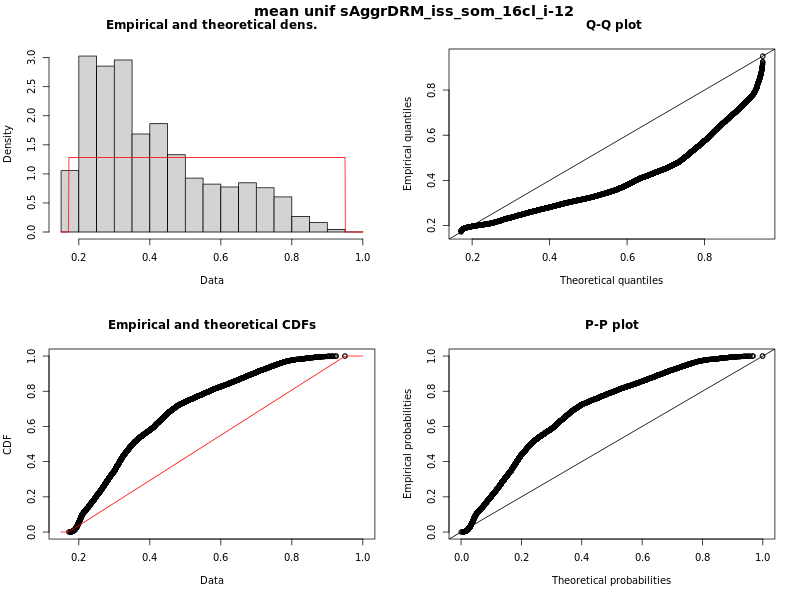 mean unif sAggrDRM_iss_som_16cl_i-12
Empirical and theoretical dens.
Density
0.0 0.5 1.0 1.5 2.0 2.5 3.0
0.2 0.4 0.6 0.8 1.0
Data
Q-Q plot
Empirical quantiles
0.2 0.4 0.6 0.8
0.2 0.4 0.6 0.8
Theoretical quantiles
Empirical and theoretical CDFs
CDF
0.0 0.2 0.4 0.6 0.8 1.0
0.2 0.4 0.6 0.8 1.0
Data
P-P plot
Empirical probabilities
0.0 0.2 0.4 0.6 0.8 1.0
0.0 0.2 0.4 0.6 0.8 1.0
Theoretical probabilities